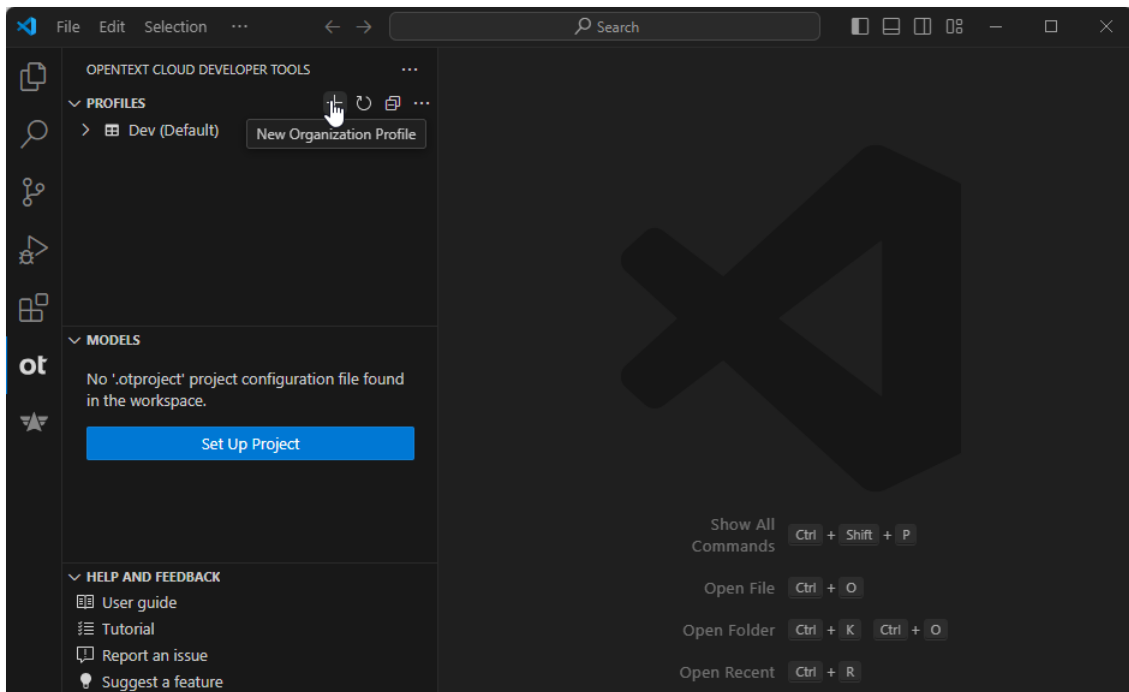 File Edit Selection ··· Search
OPENTEXT CLOUD DEVELOPER TOOLS
PROFILES
Dev (Default)
New Organization Profile
MODELS
No '.otproject' project configuration file found
in the workspace.
Set Up Project
HELP AND FEEDBACK
User guide
Tutorial
Report an issue
Suggest a feature
ot
Show All
Commands
Ctrl + Shift + P
Open File Ctrl + O
Open Folder Ctrl + K Ctrl + O
Open Recent Ctrl + R